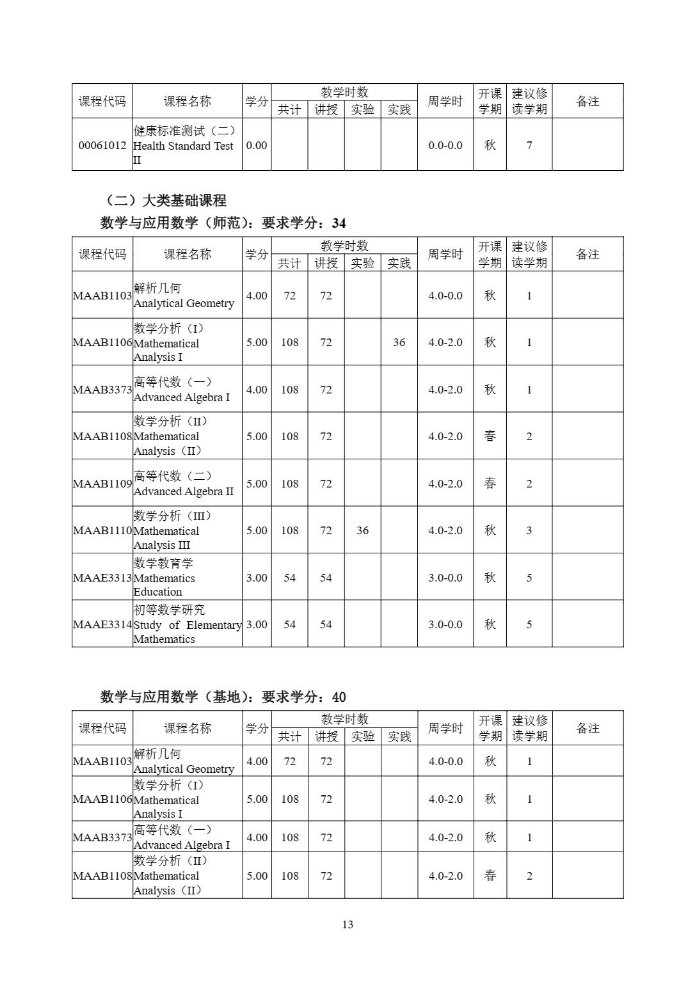 课程代码 课程名称 学分 教学时数 周学时 开课学期 建议修读学期 备注
共计 讲授 实验 实践
00061012 健康标准测试（二） Health Standard Test II 0.00 0.0-0.0 秋 7
（二）大类基础课程
数学与应用数学（师范）：要求学分：34
课程代码 课程名称 学分 教学时数 周学时 开课学期 建议修读学期 备注
共计 讲授 实验 实践
MAAB1103 解析几何 Analytical Geometry 4.00 72 72 4.0-0.0 秋 1
MAAB1106 数学分析（I） Mathematical Analysis I 5.00 108 72 36 4.0-2.0 秋 1
MAAB3373 高等代数（一） Advanced Algebra I 4.00 108 72 4.0-2.0 秋 1
MAAB1108 数学分析（II） Mathematical Analysis（II） 5.00 108 72 4.0-2.0 春 2
MAAB1109 高等代数（二） Advanced Algebra II 5.00 108 72 4.0-2.0 春 2
MAAB1110 数学分析（III） Mathematical Analysis III 5.00 108 72 36 4.0-2.0 秋 3
MAAE3313 数学教育学 Mathematics Education 3.00 54 54 3.0-0.0 秋 5
MAAE3314 初等数学研究 Study of Elementary Mathematics 3.00 54 54 3.0-0.0 秋 5
数学与应用数学（基地）：要求学分：40
课程代码 课程名称 学分 教学时数 周学时 开课学期 建议修读学期 备注
共计 讲授 实验 实践
MAAB1103 解析几何 Analytical Geometry 4.00 72 72 4.0-0.0 秋 1
MAAB1106 数学分析（I） Mathematical Analysis I 5.00 108 72 4.0-2.0 秋 1
MAAB3373 高等代数（一） Advanced Algebra I 4.00 108 72 4.0-2.0 秋 1
MAAB1108 数学分析（II） Mathematical Analysis（II） 5.00 108 72 4.0-2.0 春 2
13